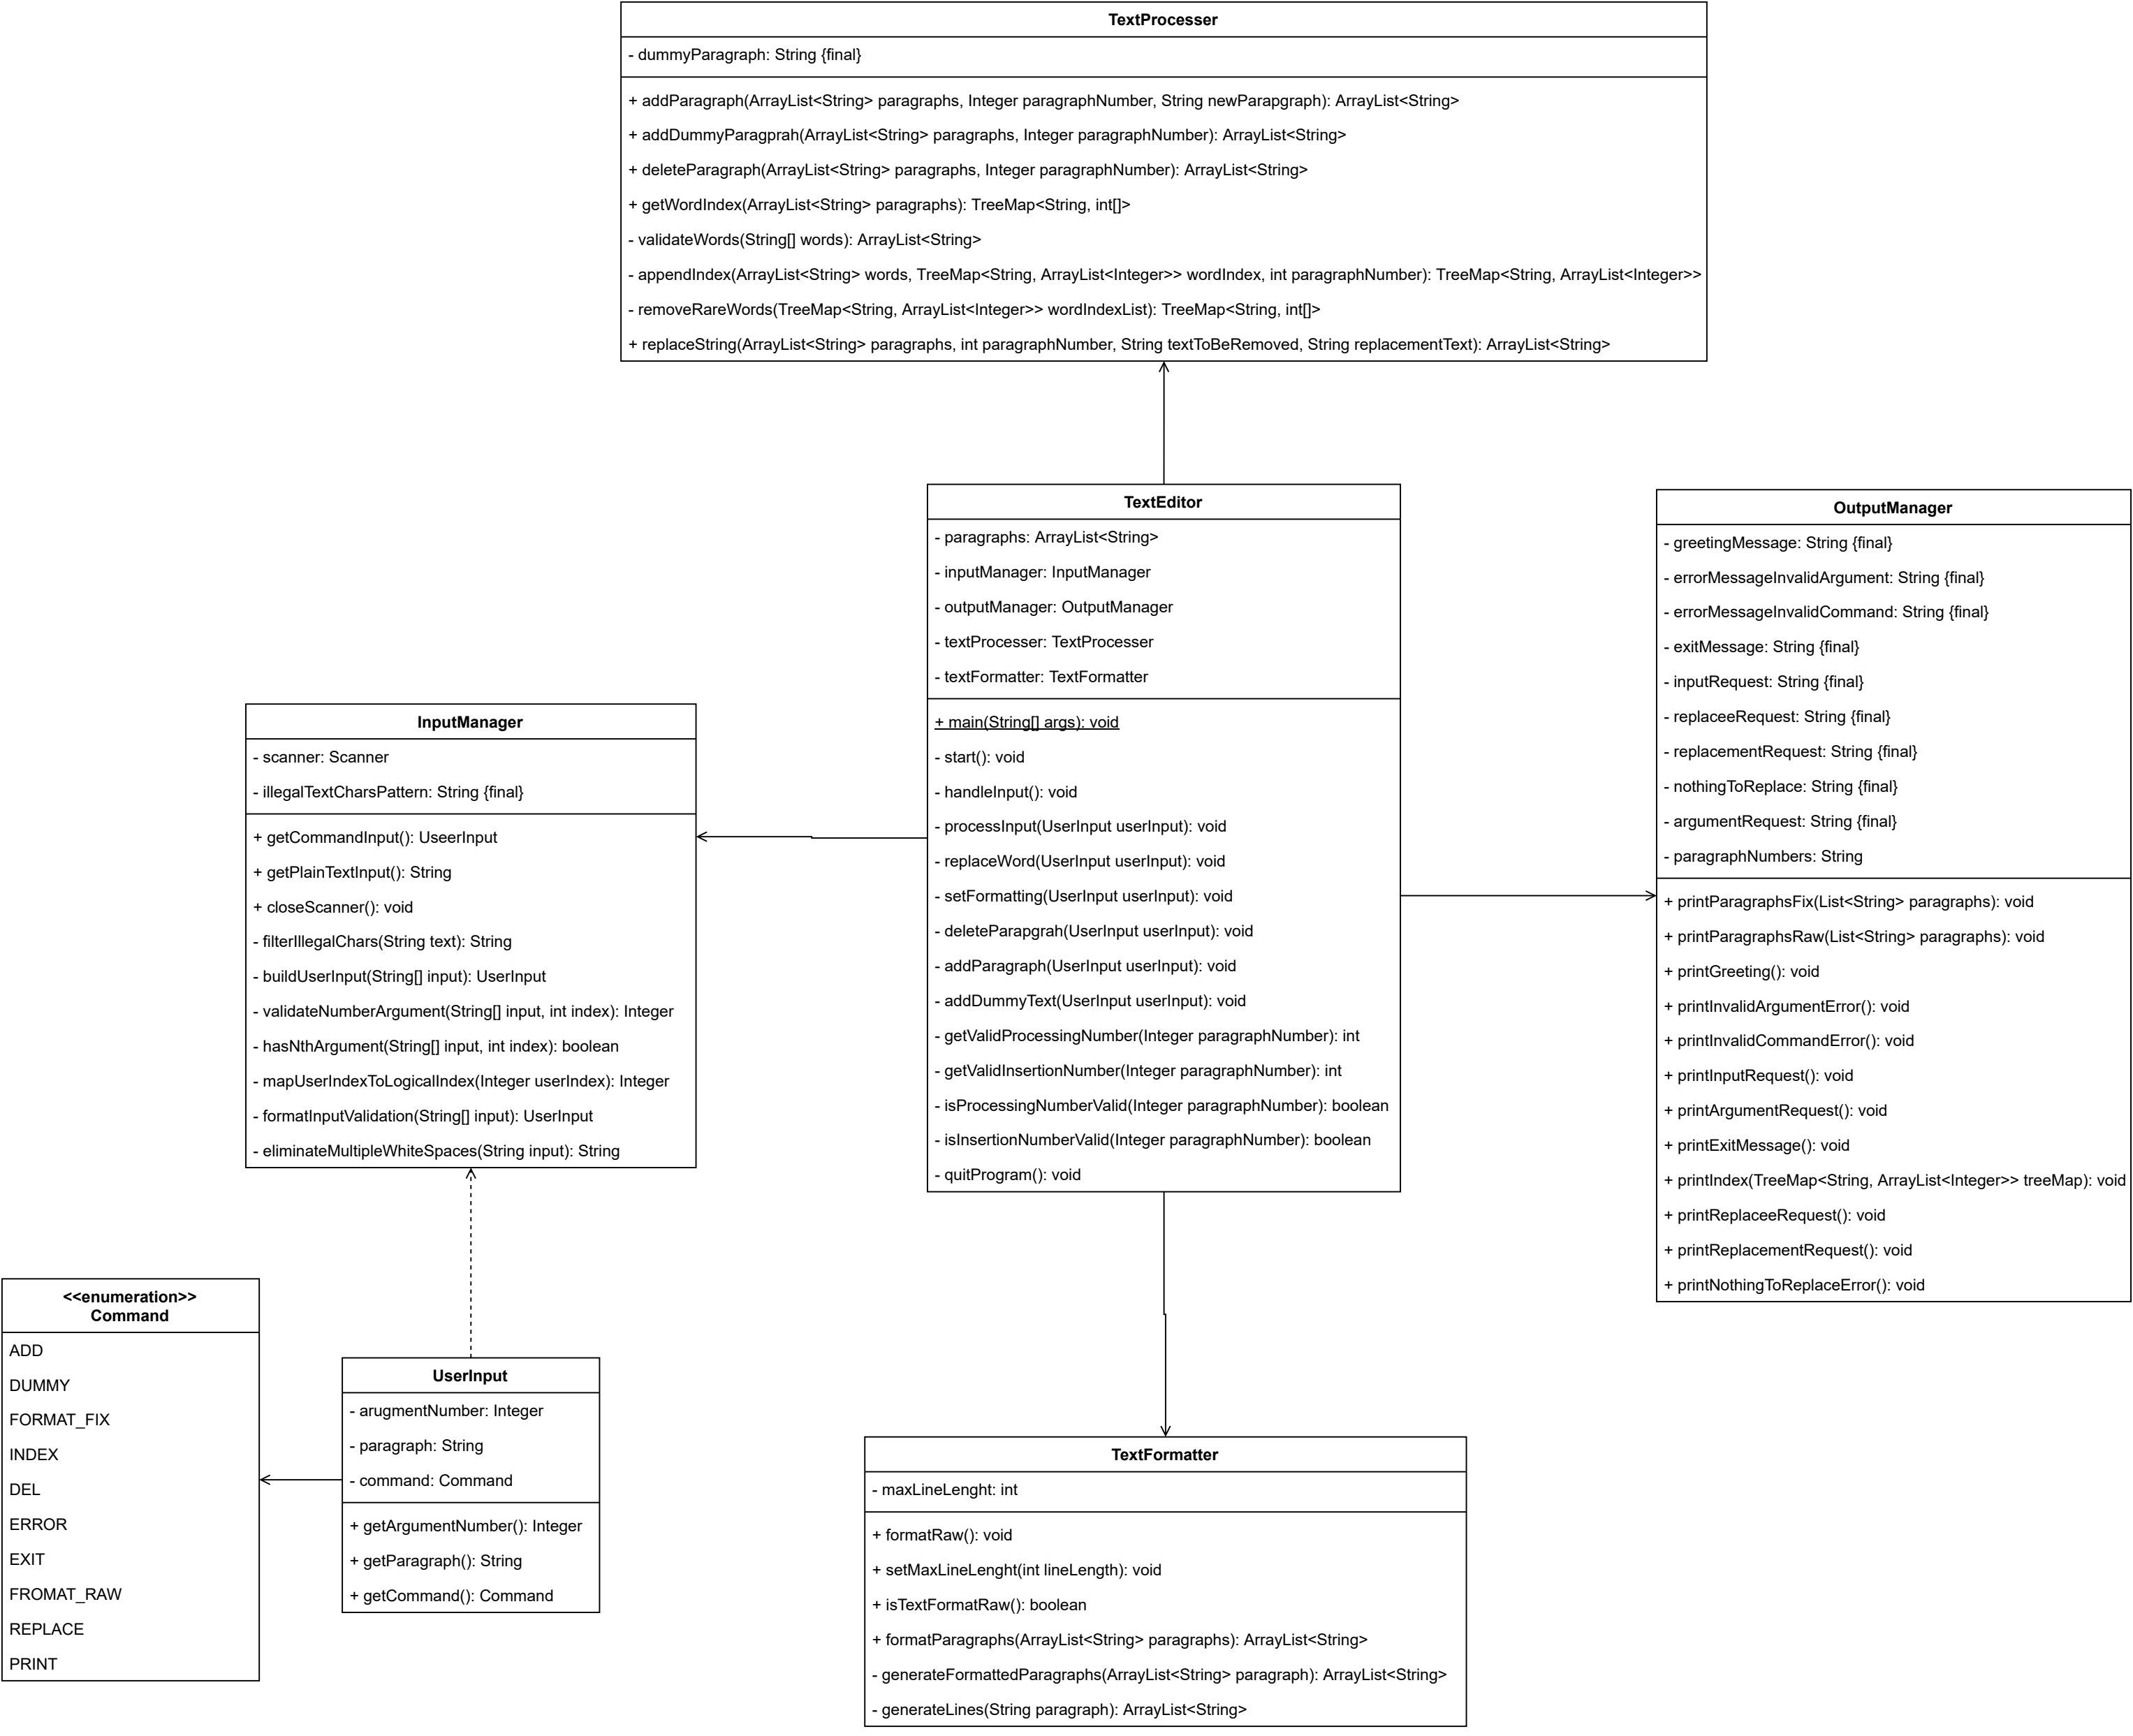 TextProcesser
- dummyParagraph: String {final}
+ addParagraph(ArrayList<String> paragraphs, Integer paragraphNumber, String newParapgraph): ArrayList<String>
+ addDummyParagprah(ArrayList<String> paragraphs, Integer paragraphNumber): ArrayList<String>
+ deleteParagraph(ArrayList<String> paragraphs, Integer paragraphNumber): ArrayList<String>
+ getWordIndex(ArrayList<String> paragraphs): TreeMap<String, int[]>
- validateWords(String[] words): ArrayList<String>
- appendIndex(ArrayList<String> words, TreeMap<String, ArrayList<Integer>> wordIndex, int paragraphNumber): TreeMap<String, ArrayList<Integer>>
- removeRareWords(TreeMap<String, ArrayList<Integer>> wordIndexList): TreeMap<String, int[]>
+ replaceString(ArrayList<String> paragraphs, int paragraphNumber, String textToBeRemoved, String replacementText): ArrayList<String>
TextEditor
- paragraphs: ArrayList<String>
- inputManager: InputManager
- outputManager: OutputManager
- textProcesser: TextProcesser
- textFormatter: TextFormatter
+ main(String[] args): void
- start(): void
- handleInput(): void
- processInput(UserInput userInput): void
- replaceWord(UserInput userInput): void
- setFormatting(UserInput userInput): void
- deleteParapgrah(UserInput userInput): void
- addParagraph(UserInput userInput): void
- addDummyText(UserInput userInput): void
- getValidProcessingNumber(Integer paragraphNumber): int
- getValidInsertionNumber(Integer paragraphNumber): int
- isProcessingNumberValid(Integer paragraphNumber): boolean
- isInsertionNumberValid(Integer paragraphNumber): boolean
- quitProgram(): void
OutputManager
- greetingMessage: String {final}
- errorMessageInvalidArgument: String {final}
- errorMessageInvalidCommand: String {final}
- exitMessage: String {final}
- inputRequest: String {final}
- replaceeRequest: String {final}
- replacementRequest: String {final}
- nothingToReplace: String {final}
- argumentRequest: String {final}
- paragraphNumbers: String
+ printParagraphsFix(List<String> paragraphs): void
+ printParagraphsRaw(List<String> paragraphs): void
+ printGreeting(): void
+ printInvalidArgumentError(): void
+ printInvalidCommandError(): void
+ printInputRequest(): void
+ printArgumentRequest(): void
+ printExitMessage(): void
+ printIndex(TreeMap<String, ArrayList<Integer>> treeMap): void
+ printReplaceeRequest(): void
+ printReplacementRequest(): void
+ printNothingToReplaceError(): void
InputManager
- scanner: Scanner
- illegalTextCharsPattern: String {final}
+ getCommandInput(): UseerInput
+ getPlainTextInput(): String
+ closeScanner(): void
- filterIllegalChars(String text): String
- buildUserInput(String[] input): UserInput
- validateNumberArgument(String[] input, int index): Integer
- hasNthArgument(String[] input, int index): boolean
- mapUserIndexToLogicalIndex(Integer userIndex): Integer
- formatInputValidation(String[] input): UserInput
- eliminateMultipleWhiteSpaces(String input): String
<<enumeration>>
Command
ADD
DUMMY
FORMAT_FIX
INDEX
DEL
ERROR
EXIT
FROMAT_RAW
REPLACE
PRINT
UserInput
- arugmentNumber: Integer
- paragraph: String
- command: Command
+ getArgumentNumber(): Integer
+ getParagraph(): String
+ getCommand(): Command
TextFormatter
- maxLineLenght: int
+ formatRaw(): void
+ setMaxLineLenght(int lineLength): void
+ isTextFormatRaw(): boolean
+ formatParagraphs(ArrayList<String> paragraphs): ArrayList<String>
- generateFormattedParagraphs(ArrayList<String> paragraph): ArrayList<String>
- generateLines(String paragraph): ArrayList<String>